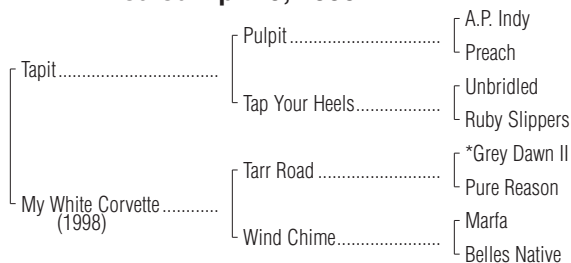 A.P. Indy
Pulpit
Preach
Tapit
Unbridled
Tap Your Heels
Ruby Slippers
*Grey Dawn II
Tarr Road
Pure Reason
My White Corvette
(1998)
Marfa
Wind Chime
Belles Native